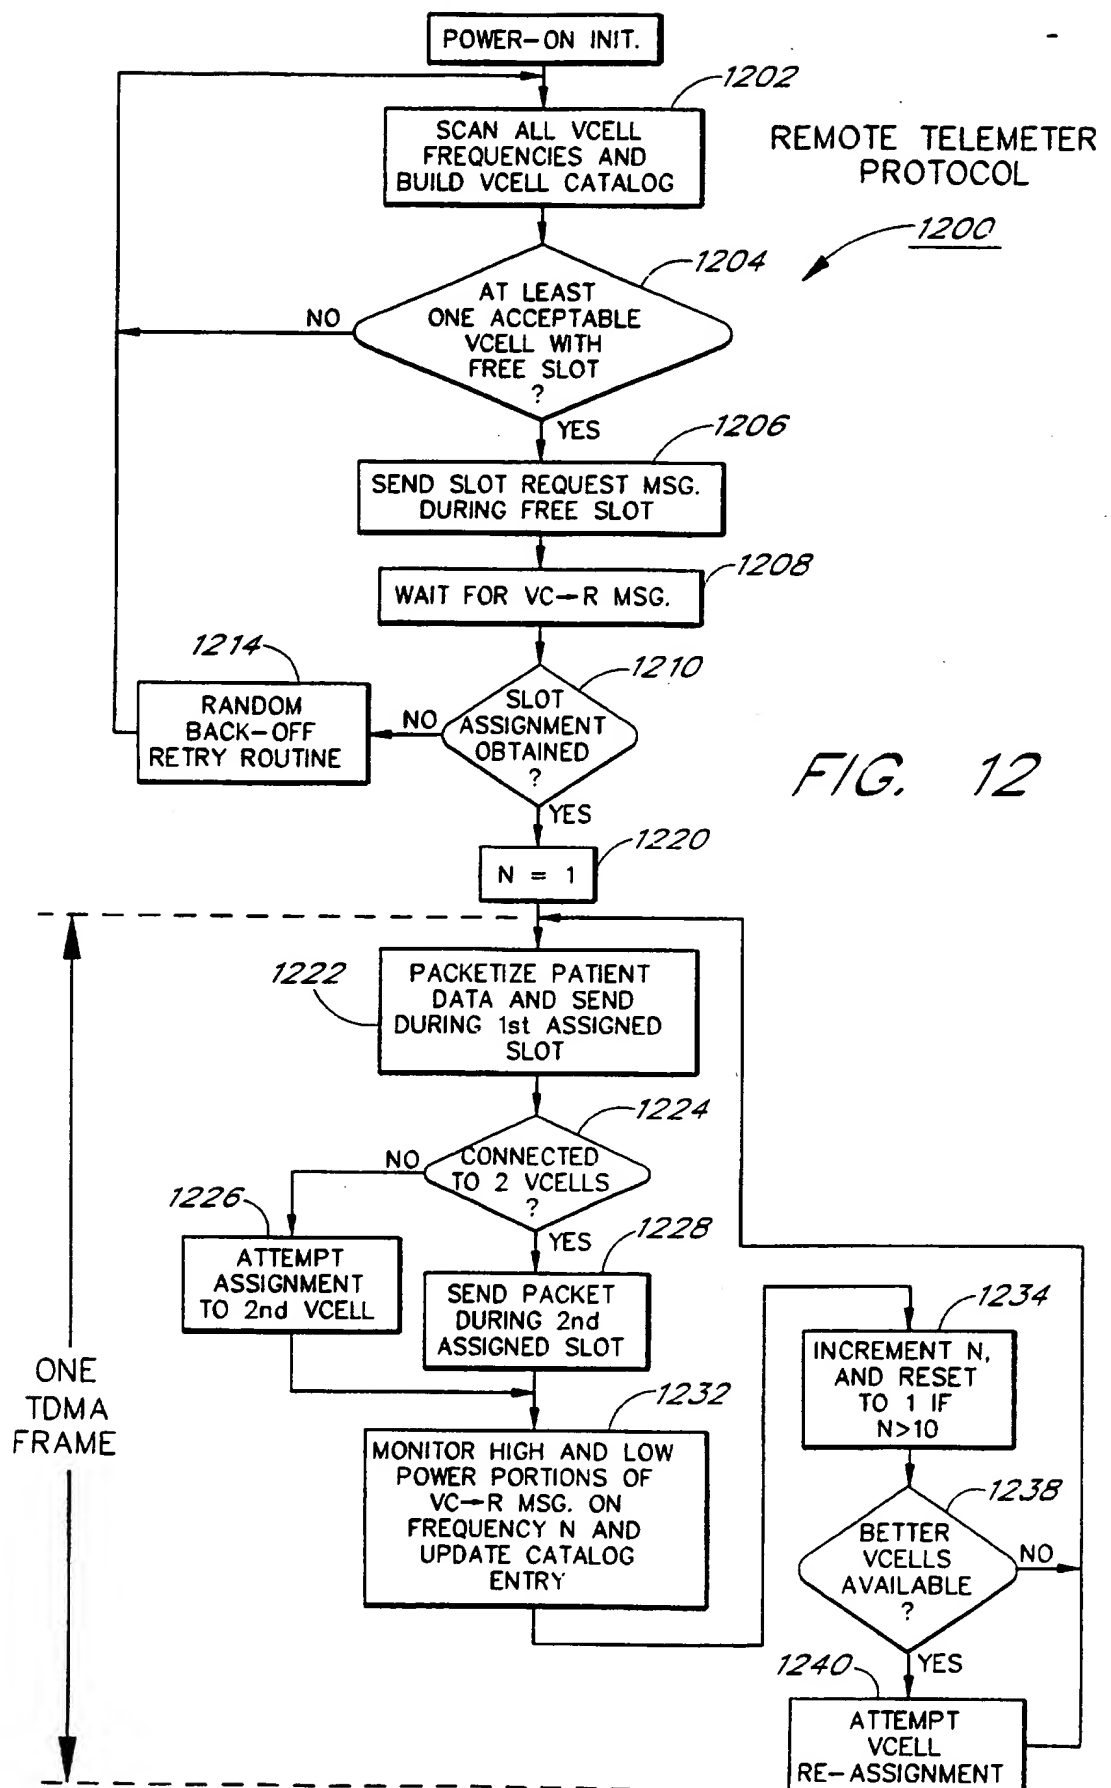 POWER-ON INIT.
1202
SCAN ALL VCELL
FREQUENCIES AND
BUILD VCELL CATALOG
REMOTE TELEMETER
PROTOCOL
1200
1204
AT LEAST
ONE ACCEPTABLE
VCELL WITH
FREE SLOT
?
NO
YES
1206
SEND SLOT REQUEST MSG.
DURING FREE SLOT
1208
WAIT FOR VC→R MSG.
1210
SLOT
ASSIGNMENT
OBTAINED
?
NO
1214
RANDOM
BACK-OFF
RETRY ROUTINE
YES
FIG. 12
1220
N = 1
1222
PACKETIZE PATIENT
DATA AND SEND
DURING 1st ASSIGNED
SLOT
1224
CONNECTED
TO 2 VCELLS
?
NO
YES
1226
ATTEMPT
ASSIGNMENT
TO 2nd VCELL
1228
SEND PACKET
DURING 2nd
ASSIGNED SLOT
ONE
TDMA
FRAME
1232
MONITOR HIGH AND LOW
POWER PORTIONS OF
VC→R MSG. ON
FREQUENCY N AND
UPDATE CATALOG
ENTRY
1234
INCREMENT N,
AND RESET
TO 1 IF
N>10
1238
BETTER
VCELLS
AVAILABLE
?
NO
YES
1240
ATTEMPT
VCELL
RE-ASSIGNMENT